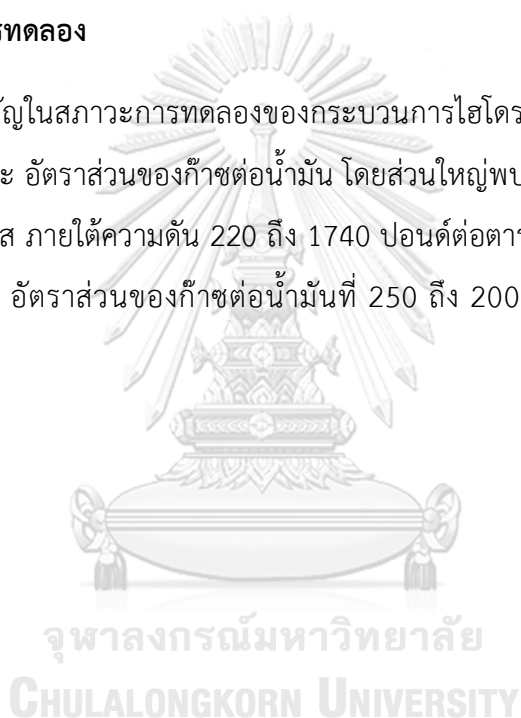 รทดลอง
ัญในสภาวะการทดลองของกระบวนการไฮโดร
ะ อัตราส่วนของก๊าซต่อน้ำมัน โดยส่วนใหญ่พบ
ส ภายใต้ความดัน 220 ถึง 1740 ปอนด์ต่อตาร
อัตราส่วนของก๊าซต่อน้ำมันที่ 250 ถึง 200
จุฬาลงกรณ์มหาวิทยาลัย
CHULALONGKORN UNIVERSITY